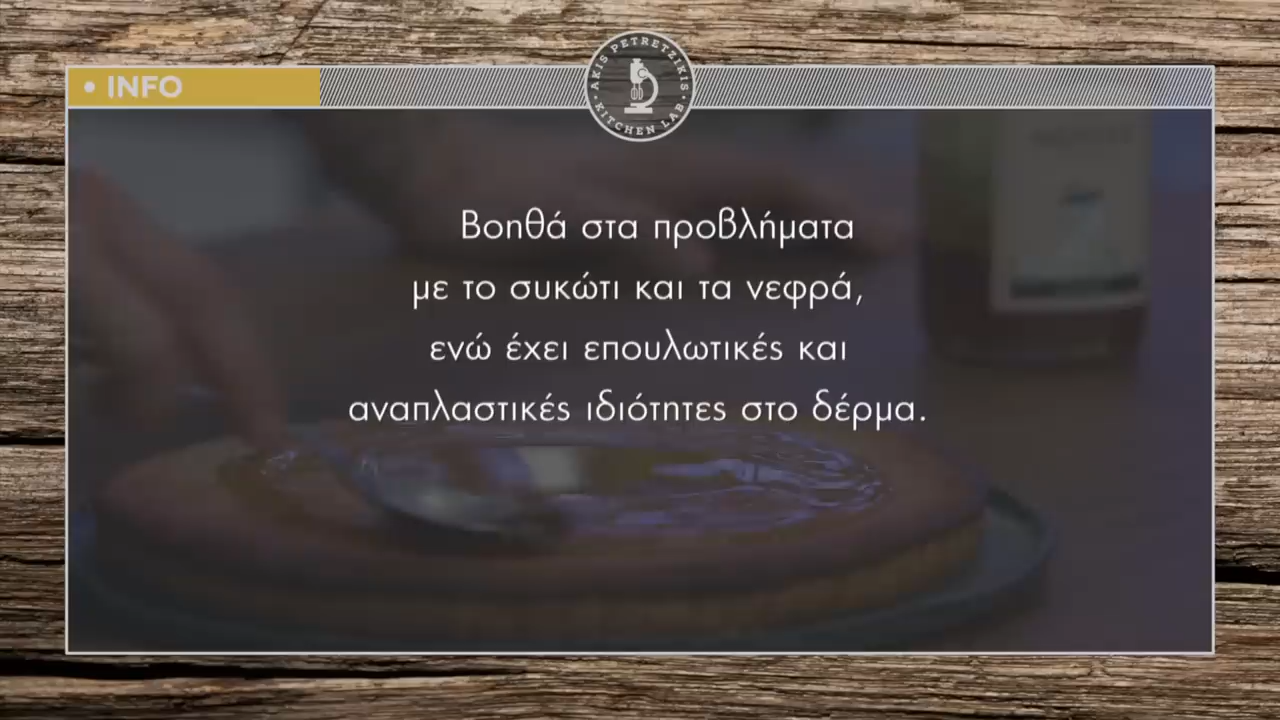 • INFO
AKIS PETRETZIKIS
• KITCHEN LAB •
Βοηθά στα προβλήματα
με το συκώτι και τα νεφρά,
ενώ έχει επουλωτικές και
αναπλαστικές ιδιότητες στο δέρμα.